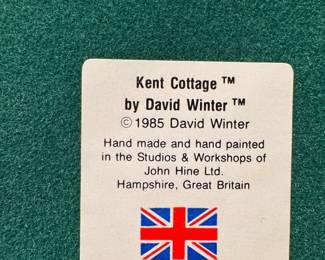 Kent Cottage ™
by David Winter ™
© 1985 David Winter
Hand made and hand painted
in the Studios & Workshops of
John Hine Ltd.
Hampshire, Great Britain